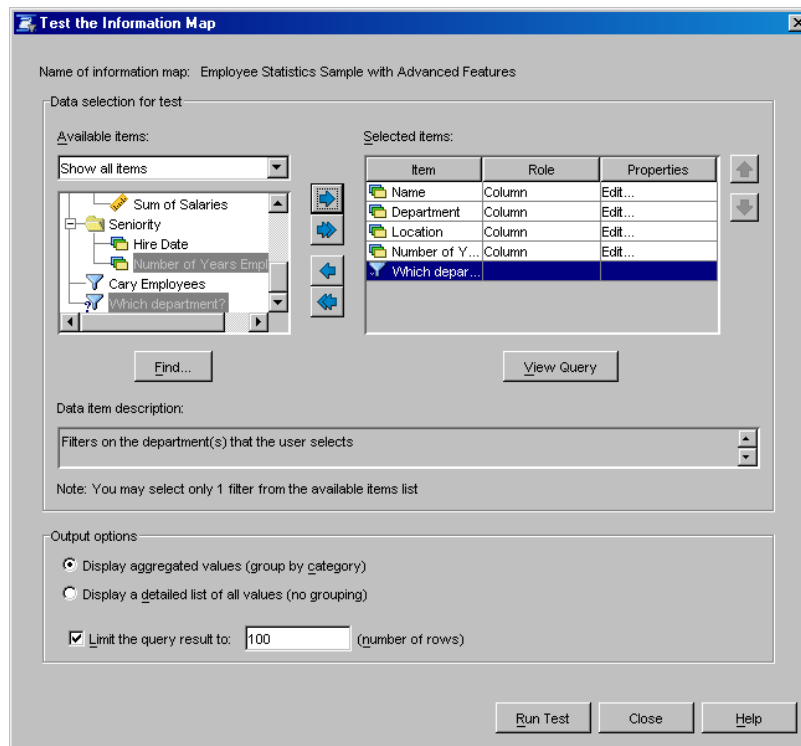 Test the Information Map
Name of information map: Employee Statistics Sample with Advanced Features
Data selection for test
Available items:
Show all items
Sum of Salaries
Seniority
Hire Date
Number of Years Empl
Cary Employees
Which department?
Find...
Selected items:
Item Role Properties
Name Column Edit...
Department Column Edit...
Location Column Edit...
Number of Y... Column Edit...
Which depar...
View Query
Data item description:
Filters on the department(s) that the user selects
Note: You may select only 1 filter from the available items list
Output options
Display aggregated values (group by category)
Display a detailed list of all values (no grouping)
Limit the query result to: 100 (number of rows)
Run Test Close Help